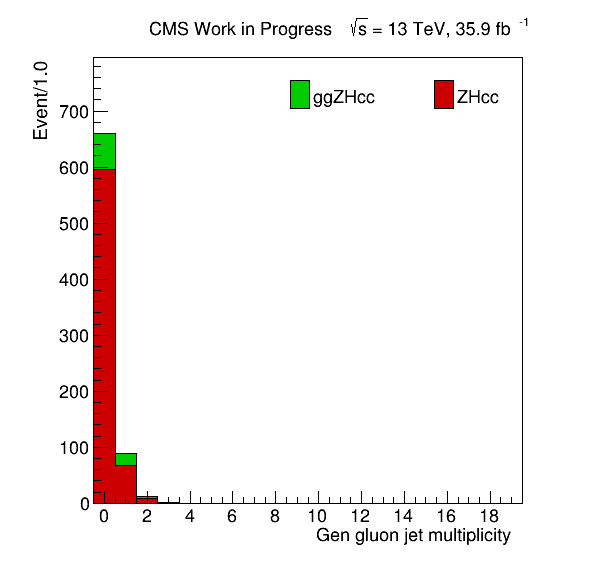 CMS Work in Progress √s = 13 TeV, 35.9 fb -1
Event/1.0
ggZHcc ZHcc
700
600
500
400
300
200
100
0
0 2 4 6 8 10 12 14 16 18
Gen gluon jet multiplicity